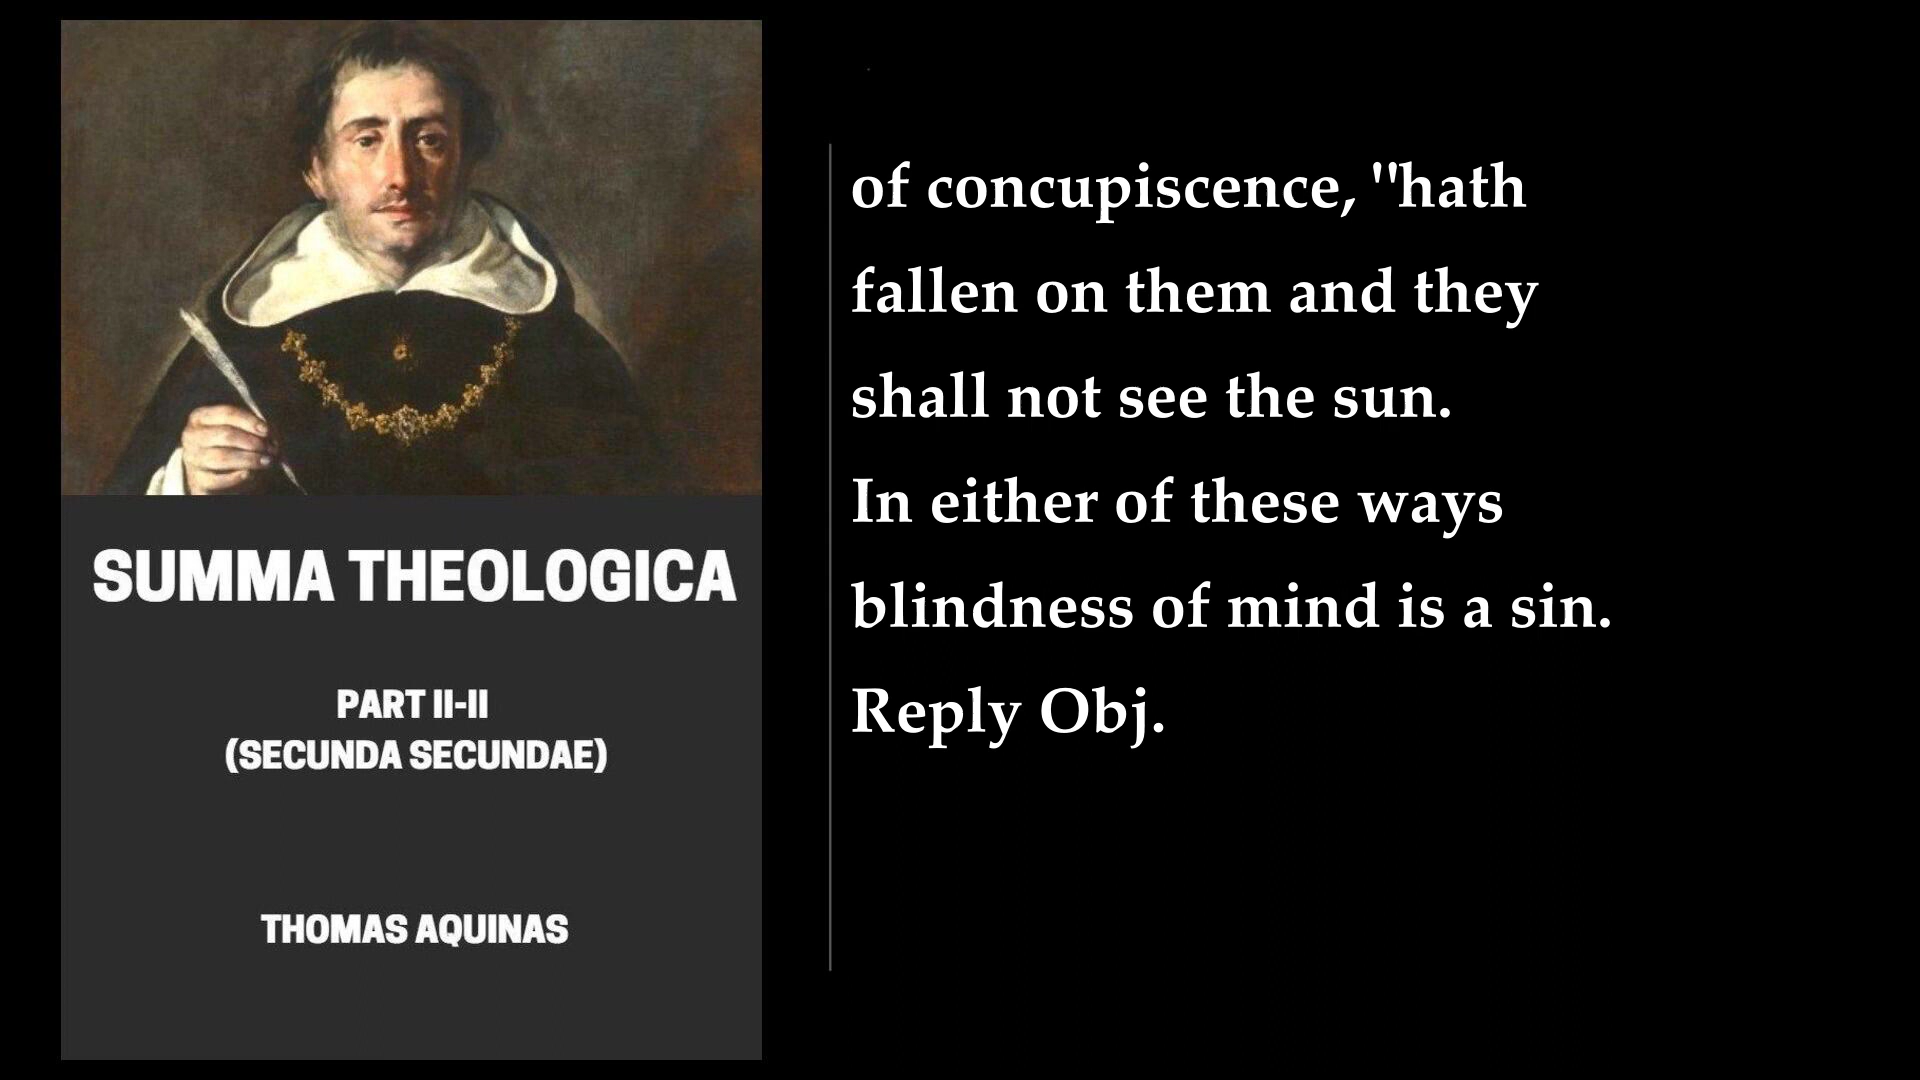 SUMMA THEOLOGICA
PART II-II
(SECUNDA SECUNDAE)
THOMAS AQUINAS
of concupiscence, "hath
fallen on them and they
shall not see the sun.
In either of these ways
blindness of mind is a sin.
Reply Obj.